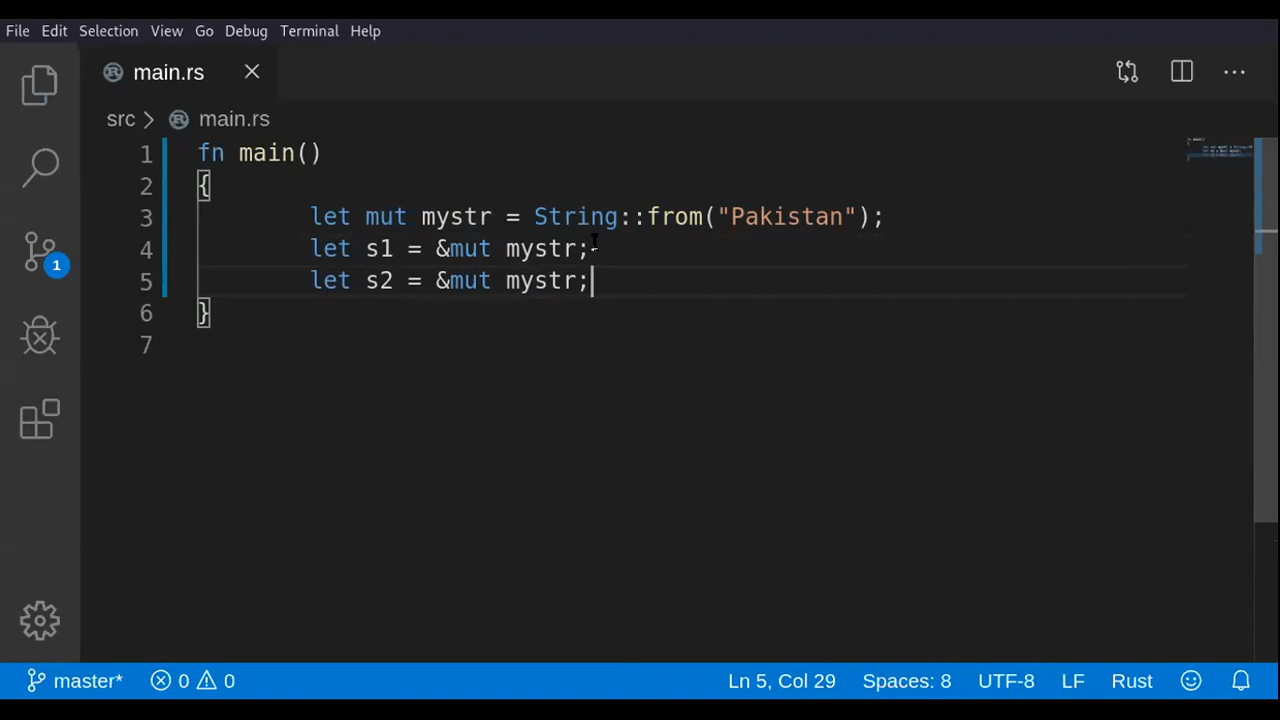 File Edit Selection View Go Debug Terminal Help
main.rs
src > main.rs
1 fn main()
2 {
3 let mut mystr = String::from("Pakistan");
4 let s1 = &mut mystr;
5 let s2 = &mut mystr;
6 }
7
1
master* 0 0 Ln 5, Col 29 Spaces: 8 UTF-8 LF Rust